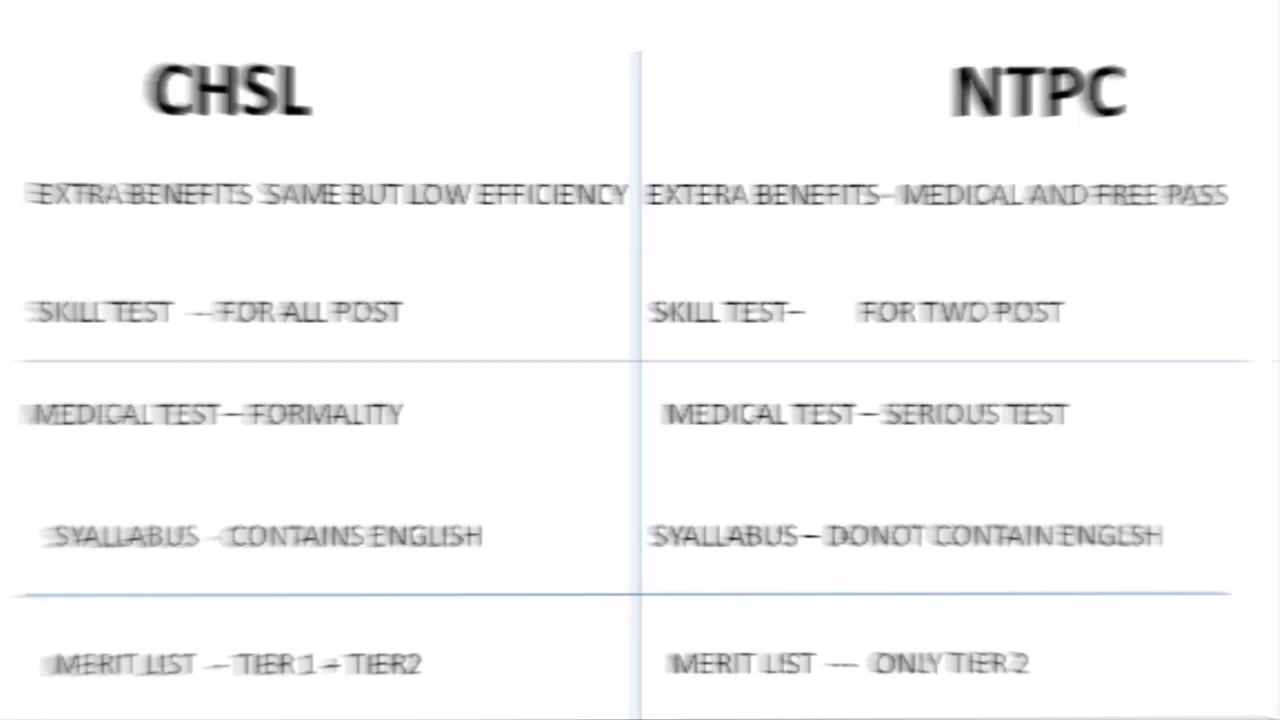 CHSL NTPC
EXTRA BENEFITS SAME BUT LOW EFFICIENCY EXTERA BENEFITS– MEDICAL AND FREE PASS
SKILL TEST – FOR ALL POST SKILL TEST– FOR TWO POST
MEDICAL TEST– FORMALITY MEDICAL TEST– SERIOUS TEST
SYALLABUS - CONTAINS ENGLISH SYALLABUS– DONOT CONTAIN ENGLSH
MERIT LIST – TIER 1 + TIER2 MERIT LIST — ONLY TIER 2